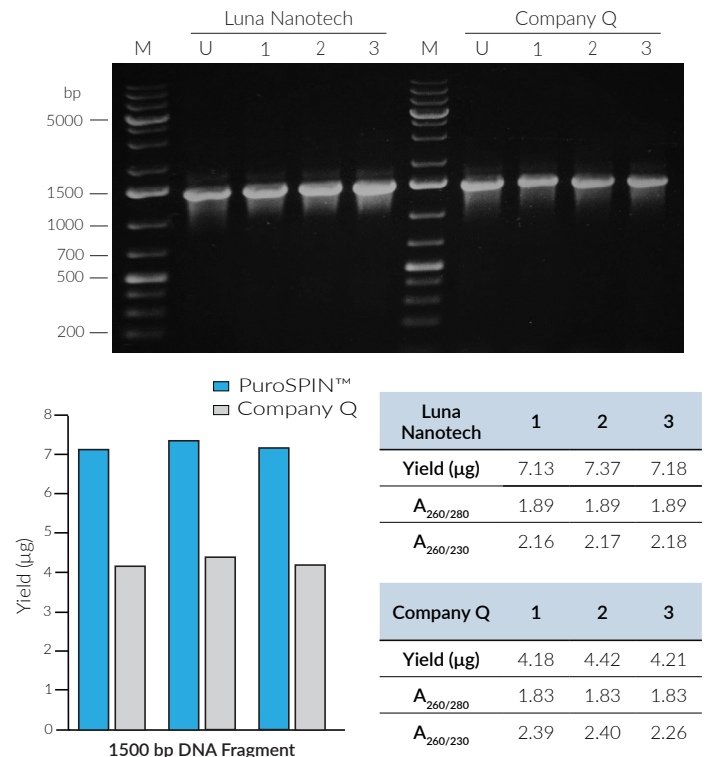 Luna Nanotech Company Q
M U 1 2 3 M U 1 2 3
bp
5000
1500
1000
700
500
200
PuroSPIN™
Company Q
8
7
6
5
4
3
2
1
0
Yield (µg)
1500 bp DNA Fragment
Luna Nanotech 1 2 3
Yield (µg) 7.13 7.37 7.18
A260/280 1.89 1.89 1.89
A260/230 2.16 2.17 2.18
Company Q 1 2 3
Yield (µg) 4.18 4.42 4.21
A260/280 1.83 1.83 1.83
A260/230 2.39 2.40 2.26